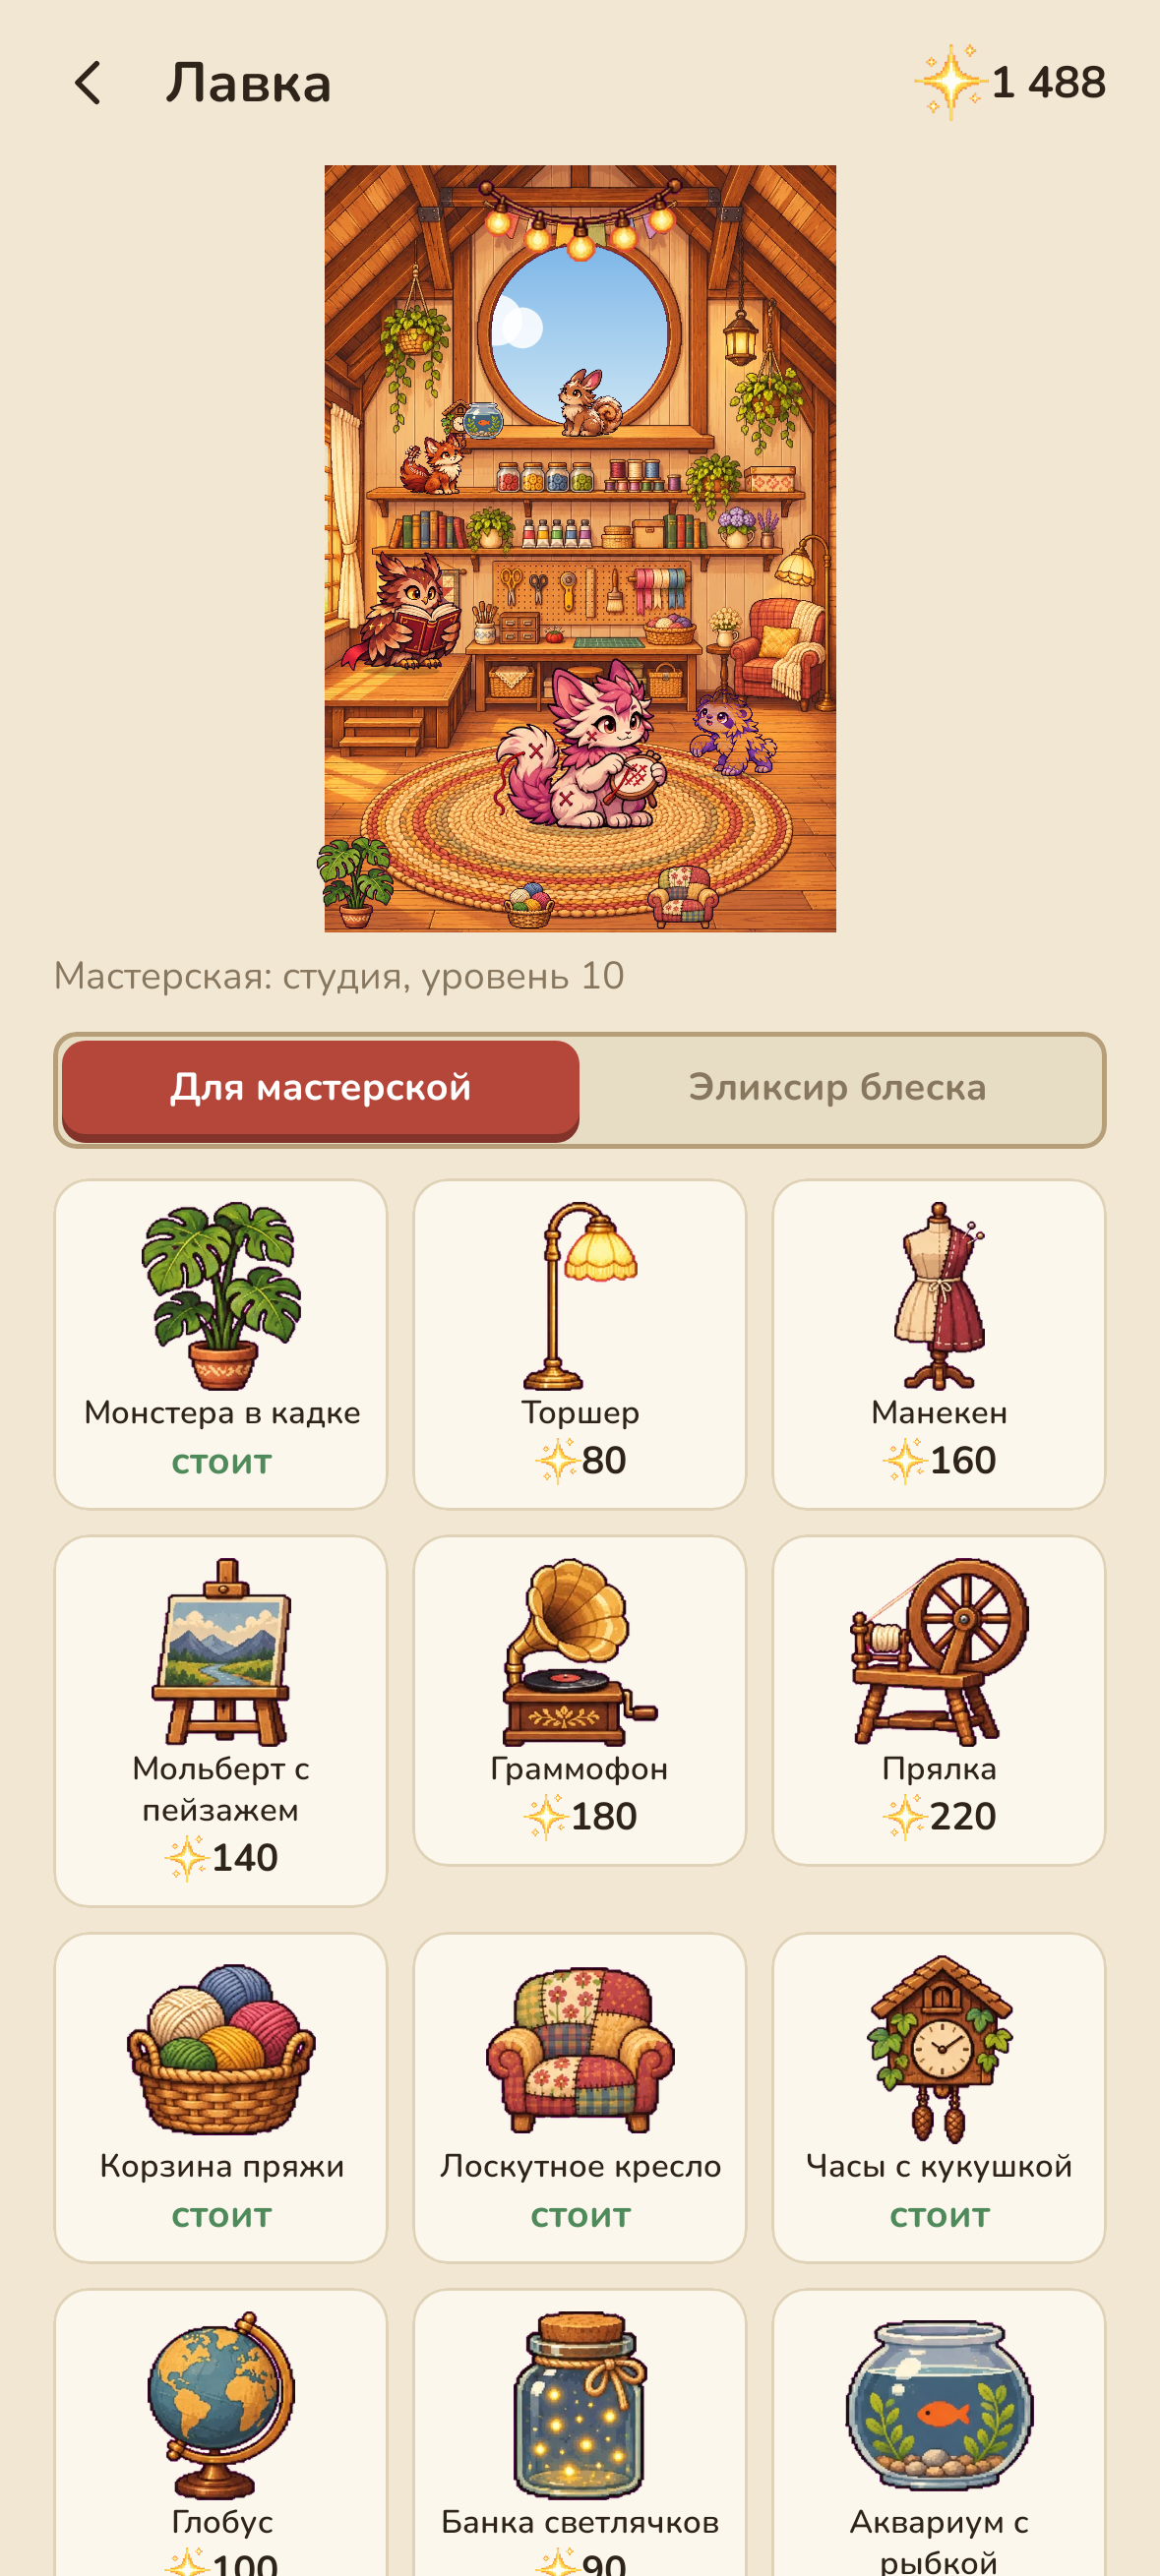 Лавка
1 488
Мастерская: студия, уровень 10
Для мастерской
Эликсир блеска
Монстера в кадке
стоит
Торшер
80
Манекен
160
Мольберт с
пейзажем
140
Граммофон
180
Прялка
220
Корзина пряжи
стоит
Лоскутное кресло
стоит
Часы с кукушкой
стоит
Глобус
100
Банка светлячков
90
Аквариум с
рыбкой